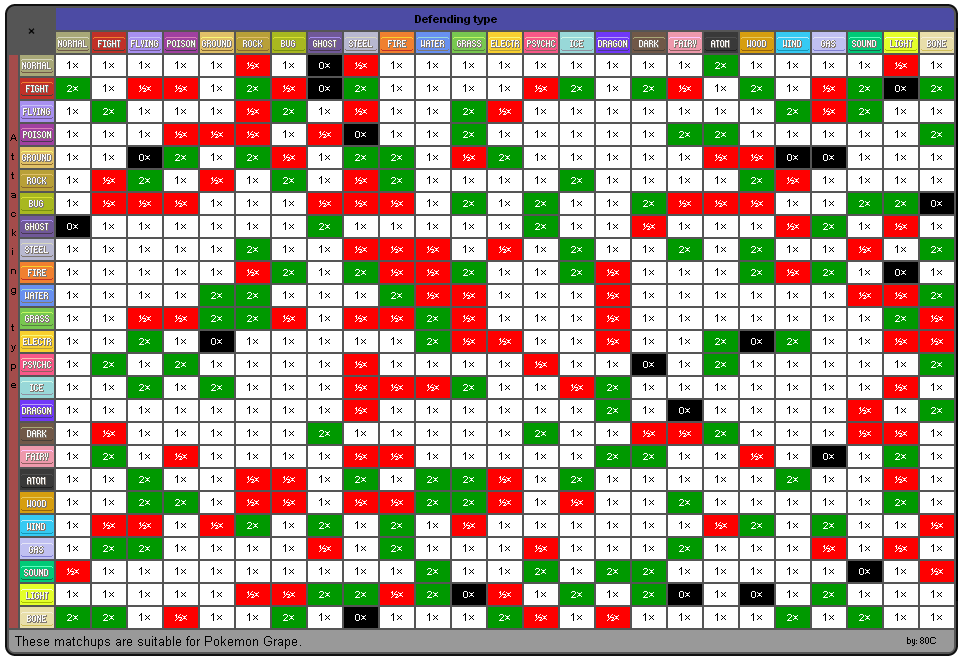 Defending type
× NORMAL FIGHT FLYING POISON GROUND ROCK BUG GHOST STEEL FIRE WATER GRASS ELECTR PSYCHC ICE DRAGON DARK FAIRY ATOM WOOD WIND GAS SOUND LIGHT BONE
Attacking type
NORMAL 1× 1× 1× 1× 1× ½× 1× 0× ½× 1× 1× 1× 1× 1× 1× 1× 1× 1× 2× 1× 1× 1× 1× ½× 1×
FIGHT 2× 1× ½× ½× 1× 2× ½× 0× 2× 1× 1× 1× 1× ½× 2× 1× 2× ½× 1× 2× 1× ½× 2× 0× 2×
FLYING 1× 2× 1× 1× 1× ½× 2× 1× ½× 1× 1× 2× ½× 1× 1× 1× 1× 1× 1× 1× 2× ½× 2× 1× 1×
POISON 1× 1× 1× ½× ½× ½× 1× ½× 0× 1× 1× 2× 1× 1× 1× 1× 1× 2× 2× 1× 1× 1× 1× 1× 2×
GROUND 1× 1× 0× 2× 1× 2× ½× 1× 2× 2× 1× ½× 2× 1× 1× 1× 1× 1× ½× ½× 0× 0× 1× 1× 1×
ROCK 1× ½× 2× 1× ½× 1× 2× 1× ½× 2× 1× 1× 1× 1× 2× 1× 1× 1× 1× 2× ½× 1× 1× 1× 1×
BUG 1× ½× ½× ½× 1× 1× 1× ½× ½× ½× 1× 2× 1× 2× 1× 1× 2× ½× ½× ½× 1× 1× 2× 2× 0×
GHOST 0× 1× 1× 1× 1× 1× 1× 2× 1× 1× 1× 1× 1× 2× 1× 1× ½× 1× 1× 1× ½× 2× 1× ½× 1×
STEEL 1× 1× 1× 1× 1× 2× 1× 1× ½× ½× ½× 1× ½× 1× 2× 1× 1× 2× 1× 2× 1× 1× ½× 1× 2×
FIRE 1× 1× 1× 1× 1× ½× 2× 1× 2× ½× ½× 2× 1× 1× 2× ½× 1× 1× 1× 2× ½× 2× 1× 0× 1×
WATER 1× 1× 1× 1× 2× 2× 1× 1× 1× 2× ½× ½× 1× 1× 1× ½× 1× 1× 1× 1× 1× 1× ½× ½× 2×
GRASS 1× 1× ½× ½× 2× 2× ½× 1× ½× ½× 2× ½× 1× 1× 1× ½× 1× 1× 1× 1× 1× 1× 1× 2× ½×
ELECTR 1× 1× 2× 1× 0× 1× 1× 1× 1× 1× 2× ½× ½× 1× 1× ½× 1× 1× 2× 0× 2× 1× 1× ½× ½×
PSYCHC 1× 2× 1× 2× 1× 1× 1× 1× ½× 1× 1× 1× 1× ½× 1× 1× 0× 1× 2× 1× 1× 1× 1× 1× 2×
ICE 1× 1× 2× 1× 2× 1× 1× 1× ½× ½× ½× 2× 1× 1× ½× 2× 1× 1× 1× 1× 1× 1× 1× ½× 1×
DRAGON 1× 1× 1× 1× 1× 1× 1× 1× ½× 1× 1× 1× 1× 1× 1× 2× 1× 0× 1× 1× 1× 1× ½× 1× 2×
DARK 1× ½× 1× 1× 1× 1× 1× 2× 1× 1× 1× 1× 1× 2× 1× 1× ½× ½× 2× 1× 1× 1× ½× ½× 1×
FAIRY 1× 2× 1× ½× 1× 1× 1× 1× ½× ½× 1× 1× 1× 1× 1× 2× 2× 1× 1× ½× 1× 0× 1× 2× 1×
ATOM 1× 1× 2× 1× 1× ½× ½× 1× 2× 1× 2× 2× ½× 1× 2× 1× 1× 1× 1× 1× 2× 1× 1× ½× 1×
WOOD 1× 1× 2× 2× 1× ½× ½× 1× ½× ½× 2× 2× ½× 1× ½× 1× 1× 2× 1× 1× 1× 1× 1× 2× 1×
WIND 1× ½× ½× 1× ½× 2× 1× 2× 1× 2× 1× ½× 1× 1× 1× 1× 1× 1× ½× 2× 1× 2× 1× 1× ½×
GAS 1× 2× 2× 1× 1× 1× 1× ½× 1× 2× 1× 1× 1× ½× 1× 1× 1× 2× 1× 1× 1× ½× 1× ½× 1×
SOUND ½× 1× 1× 1× 1× 1× 1× 1× 1× 1× 2× 1× 1× 2× 1× 2× 2× 1× 1× 1× 1× 1× 0× 1× ½×
LIGHT 1× 1× 1× 1× 1× ½× ½× 2× 2× ½× 2× 0× ½× 1× 1× 1× 2× 0× 1× 0× 1× 2× 1× 1× 1×
BONE 2× 2× 1× ½× 1× 1× 2× 1× 0× 1× 1× 1× 2× ½× 1× ½× 1× 1× 1× 1× 2× 1× 2× 1× 1×
These matchups are suitable for Pokemon Grape.
by: 80C